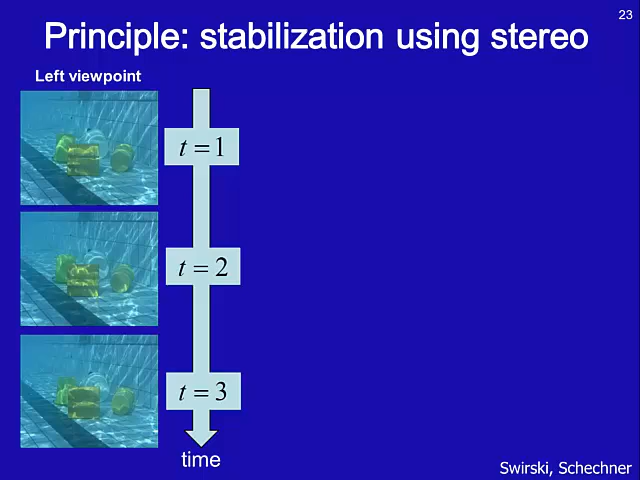 23
Principle: stabilization using stereo
Left viewpoint
t = 1
t = 2
t = 3
time
Swirski, Schechner